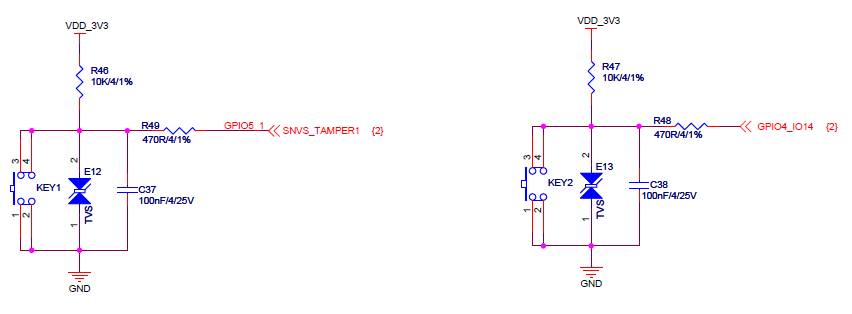 VDD_3V3
R46
10K/4/1%
R49
470R/4/1%
GPIO5_1
SNVS_TAMPER1 {2}
3
4
KEY1
1
2
2
E12
TVS
1
C37
100nF/4/25V
GND
VDD_3V3
R47
10K/4/1%
R48
470R/4/1%
GPIO4_IO14 {2}
3
4
KEY2
1
2
2
E13
TVS
1
C38
100nF/4/25V
GND